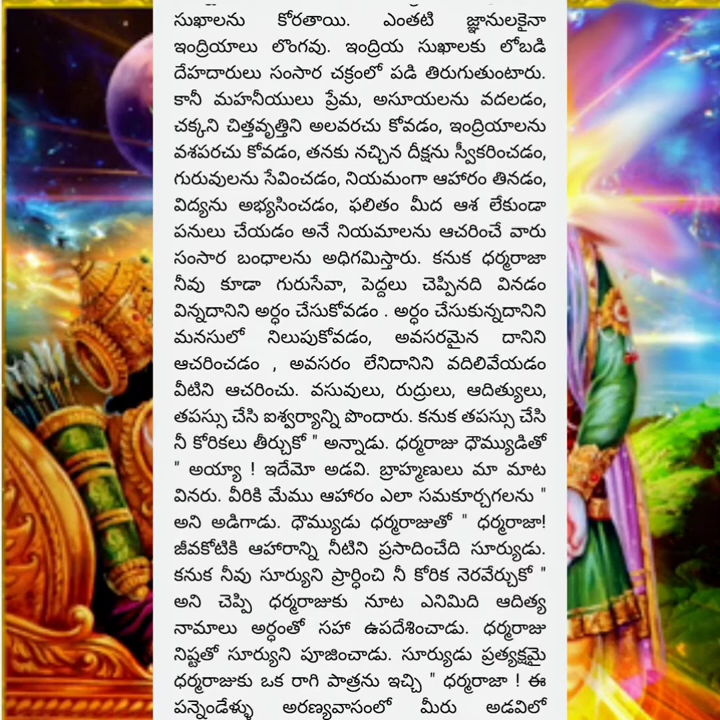 సుఖాలను కోరతాయి. ఎంతటి జ్ఞానులకైనా
ఇంద్రియాలు లొంగవు. ఇంద్రియ సుఖాలకు లోబడి
దేహదారులు సంసార చక్రంలో పడి తిరుగుతుంటారు.
కానీ మహనీయులు ప్రేమ, అసూయలను వదలడం,
చక్కని చిత్తవృత్తిని అలవరచు కోవడం, ఇంద్రియాలను
వశపరచు కోవడం, తనకు నచ్చిన దీక్షను స్వీకరించడం,
గురువులను సేవించడం, నియమంగా ఆహారం తినడం,
విద్యను అభ్యసించడం, ఫలితం మీద ఆశ లేకుండా
పనులు చేయడం అనే నియమాలను ఆచరించే వారు
సంసార బంధాలను అధిగమిస్తారు. కనుక ధర్మరాజా
నీవు కూడా గురుసేవా, పెద్దలు చెప్పినది వినడం
విన్నదానిని అర్ధం చేసుకోవడం . అర్ధం చేసుకున్నదానిని
మనసులో నిలుపుకోవడం, అవసరమైన దానిని
ఆచరించడం , అవసరం లేనిదానిని వదిలివేయడం
వీటిని ఆచరించు. వసువులు, రుద్రులు, ఆదిత్యులు,
తపస్సు చేసి ఐశ్వర్యాన్ని పొందారు. కనుక తపస్సు చేసి
నీ కోరికలు తీర్చుకో " అన్నాడు. ధర్మరాజు ధౌమ్యుడితో
" అయ్యా ! ఇదేమో అడవి. బ్రాహ్మణులు మా మాట
వినరు. వీరికి మేము ఆహారం ఎలా సమకూర్చగలను "
అని అడిగాడు. ధౌమ్యుడు ధర్మరాజుతో " ధర్మరాజా!
జీవకోటికి ఆహారాన్ని నీటిని ప్రసాదించేది సూర్యుడు.
కనుక నీవు సూర్యుని ప్రార్ధించి నీ కోరిక నెరవేర్చుకో "
అని చెప్పి ధర్మరాజుకు నూట ఎనిమిది ఆదిత్య
నామాలు అర్ధంతో సహా ఉపదేశించాడు. ధర్మరాజు
నిష్టతో సూర్యుని పూజించాడు. సూర్యుడు ప్రత్యక్షమై
ధర్మరాజుకు ఒక రాగి పాత్రను ఇచ్చి " ధర్మరాజా ! ఈ
పన్నెండేళ్ళు అరణ్యవాసంలో మీరు అడవిలో